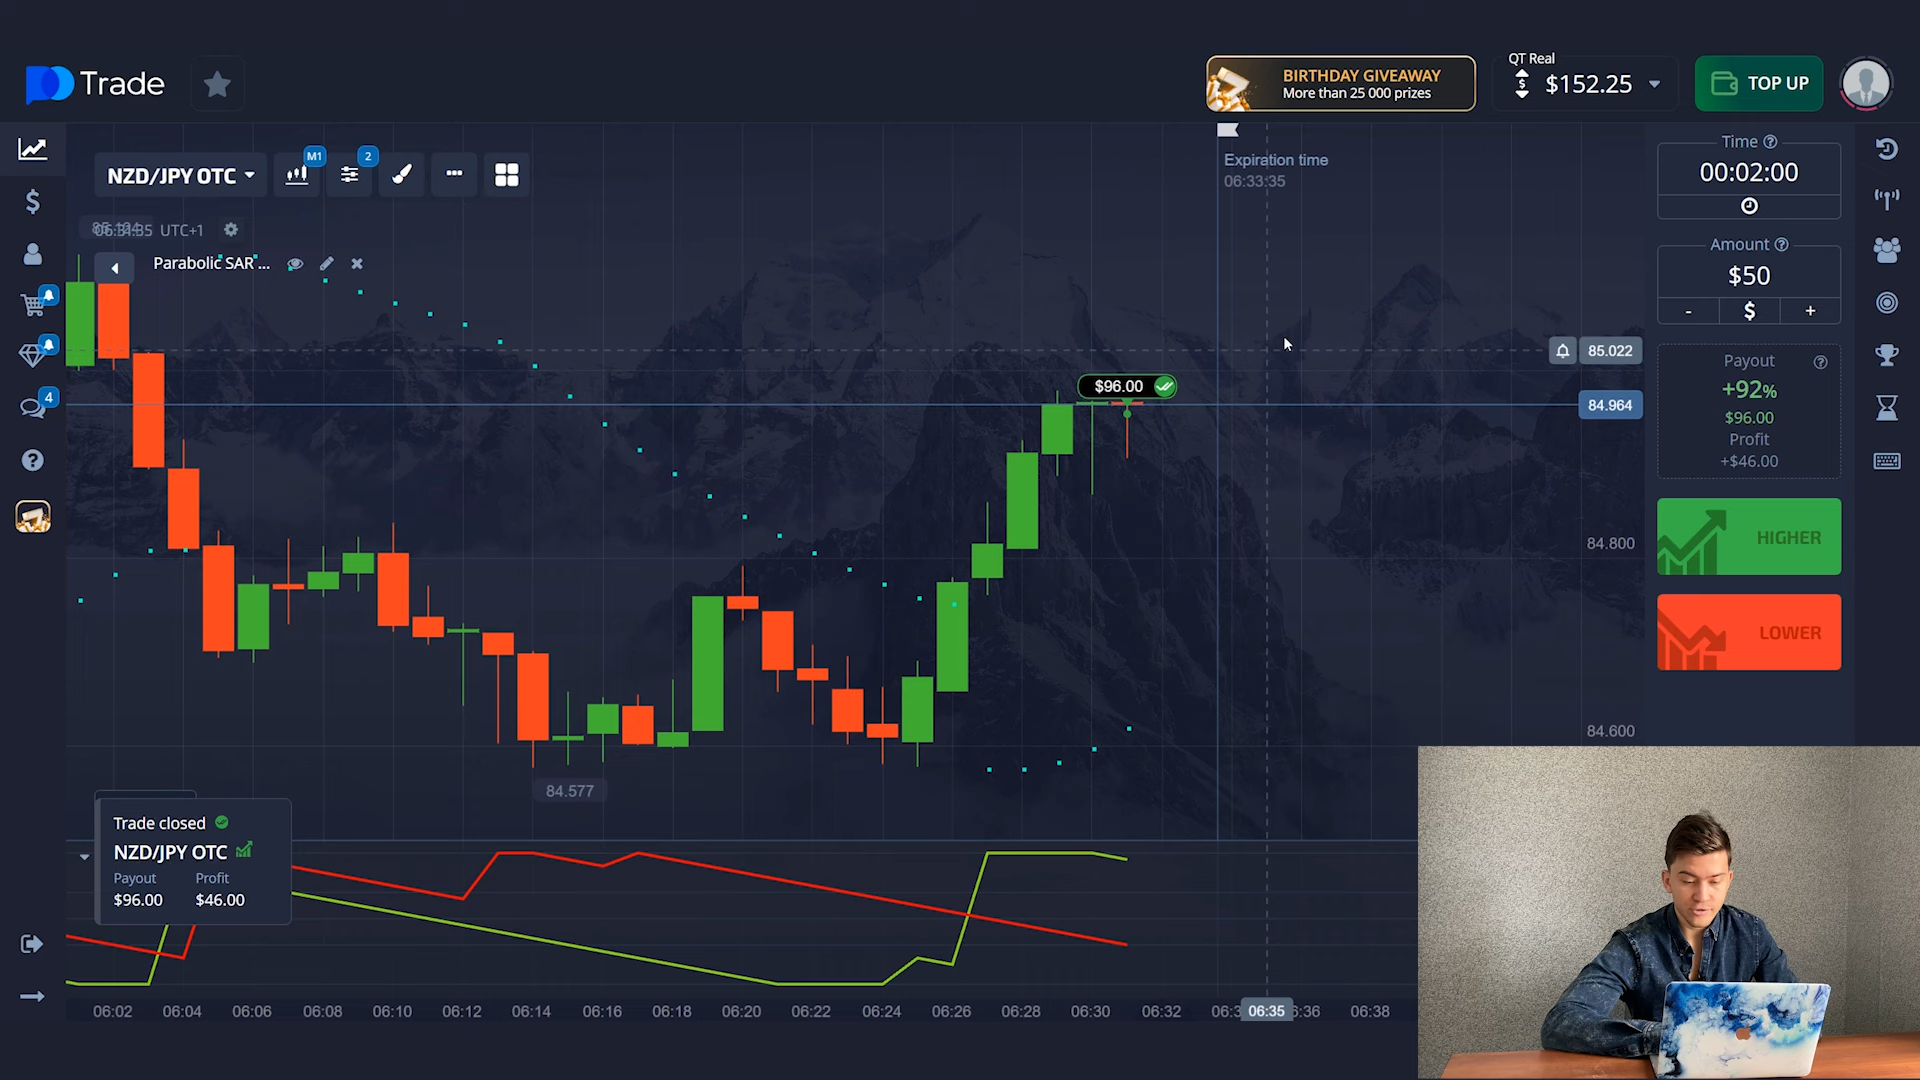 Trade
BIRTHDAY GIVEAWAY
More than 25 000 prizes
QT Real
$152.25
TOP UP
NZD/JPY OTC
M1
2
Expiration time
06:33:35
Time
00:02:00
06:31:35 UTC+1
Parabolic SAR ...
Amount
$50
- $ +
85.022
Payout
+92%
$96.00
Profit
+$46.00
$96.00
84.964
4
84.800
HIGHER
LOWER
84.600
84.577
Trade closed
NZD/JPY OTC
Payout Profit
$96.00 $46.00
06:02 06:04 06:06 06:08 06:10 06:12 06:14 06:16 06:18 06:20 06:22 06:24 06:26 06:28 06:30 06:32 06:35 06:38